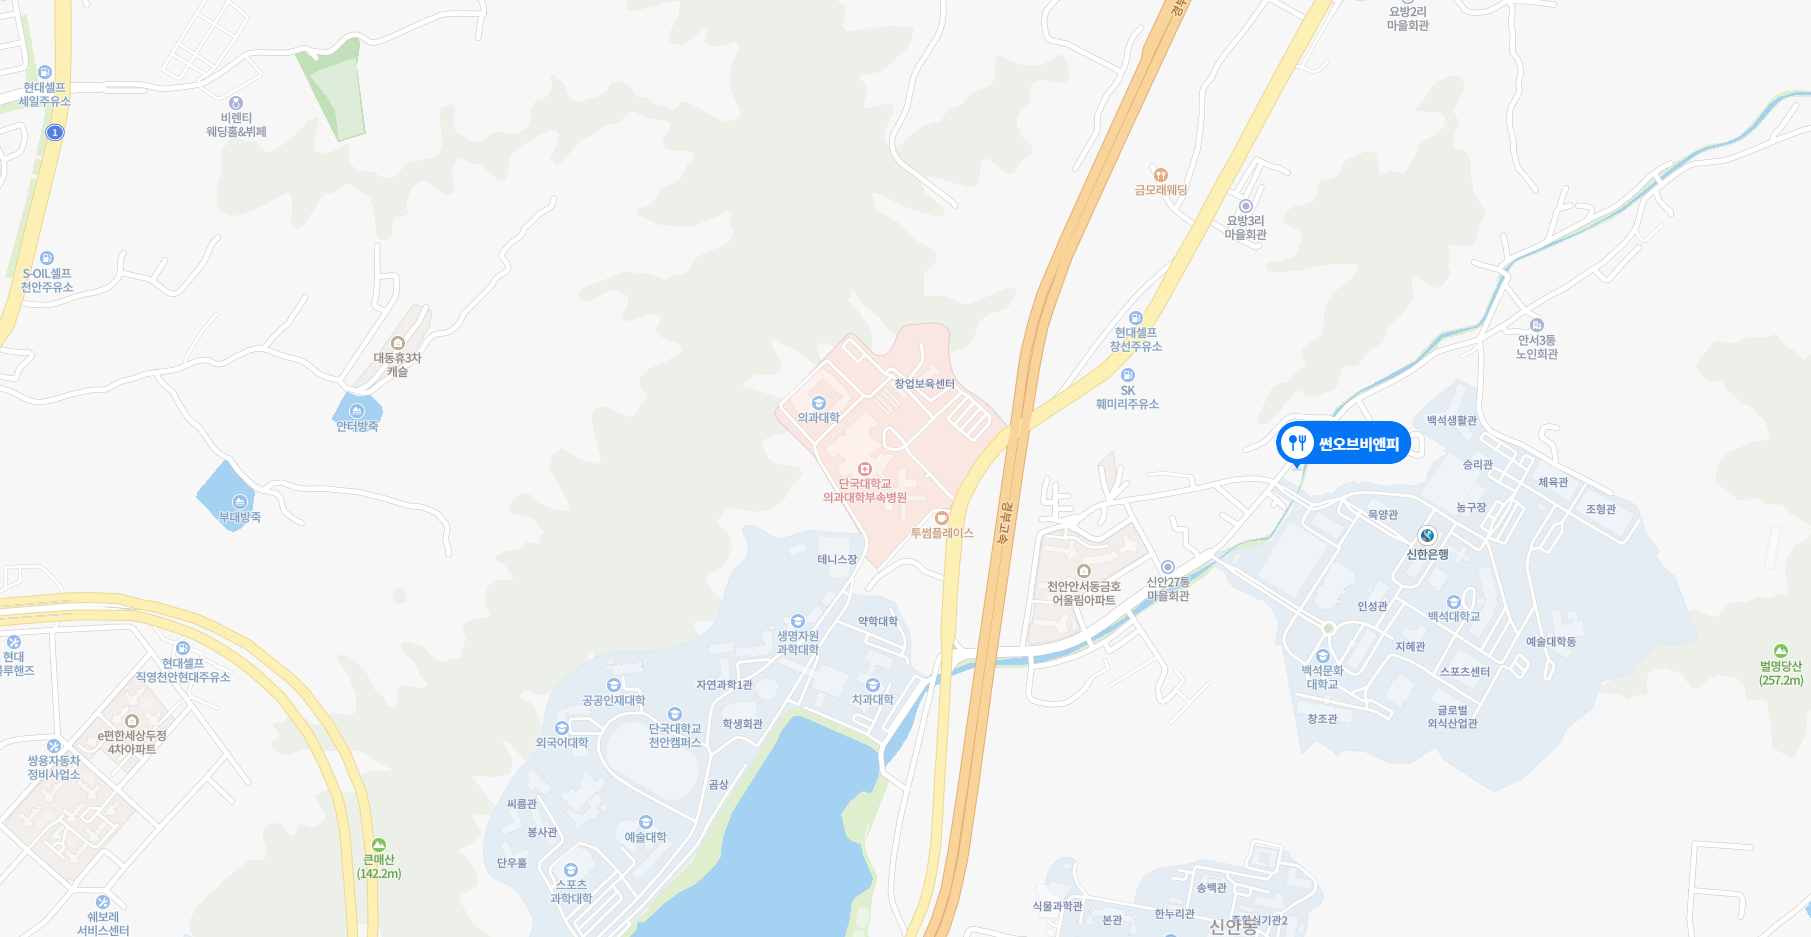 경부
요방2리
마을회관
현대셀프
세일주유소
비렌티
웨딩홀&뷔페
1
금모래웨딩
요방3리
마을회관
S-OIL셀프
천안주유소
현대셀프
창선주유소
안서3통
노인회관
대동휴3차
캐슬
창업보육센터
SK
훼미리주유소
의과대학
안터방죽
백석생활관
썬오브비앤피
승리관
단국대학교
의과대학부속병원
체육관
농구장
조형관
목양관
부대방죽
경부고속
투썸플레이스
신한은행
테니스장
천안안서동금호
어울림아파트
신안27통
마을회관
인성관
백석대학교
약학대학
생명자원
과학대학
예술대학동
지혜관
현대
블루핸즈
현대셀프
직영천안현대주유소
백석문화
대학교
스포츠센터
벌명당산
(257.2m)
자연과학1관
공공인재대학
치과대학
글로벌
외식산업관
창조관
학생회관
단국대학교
천안캠퍼스
외국어대학
e편한세상두정
4차아파트
쌍용자동차
정비사업소
곰상
씨름관
봉사관
예술대학
큰매산
(142.2m)
단우홀
스포츠
과학대학
송백관
식물과학관
본관
한누리관
신안동
쉐보레
서비스센터